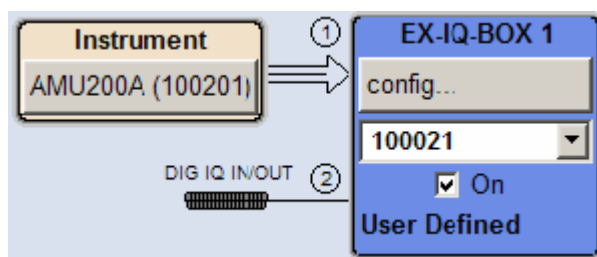 Instrument
AMU200A (100201)
1
EX-IQ-BOX 1
config...
100021
DIG IQ IN/OUT
2
On
User Defined